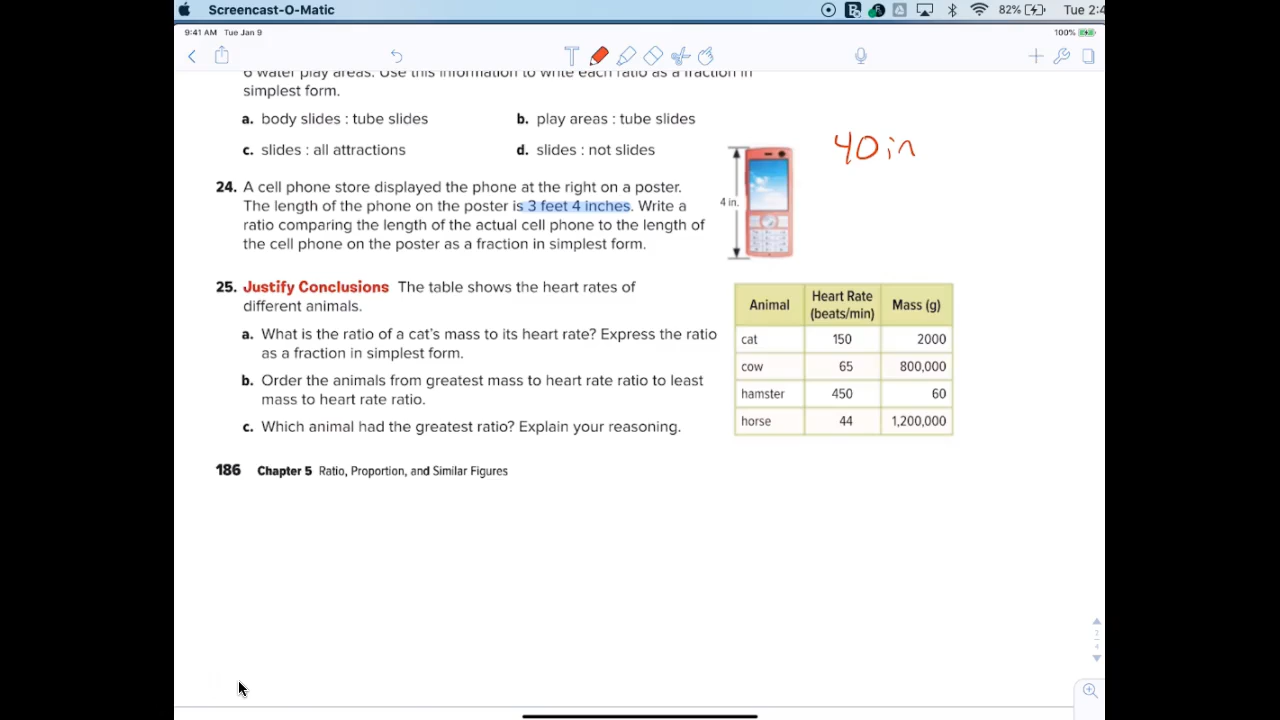 Screencast-O-Matic
82%
Tue 2:4
9:41 AM Tue Jan 9
100%
6 water play areas. Use this information to write each ratio as a fraction in
simplest form.
a. body slides : tube slides
b. play areas : tube slides
c. slides : all attractions
d. slides : not slides
40 in
24. A cell phone store displayed the phone at the right on a poster.
The length of the phone on the poster is 3 feet 4 inches. Write a
ratio comparing the length of the actual cell phone to the length of
the cell phone on the poster as a fraction in simplest form.
4 in.
25. Justify Conclusions The table shows the heart rates of
different animals.
a. What is the ratio of a cat's mass to its heart rate? Express the ratio
as a fraction in simplest form.
b. Order the animals from greatest mass to heart rate ratio to least
mass to heart rate ratio.
c. Which animal had the greatest ratio? Explain your reasoning.
Animal Heart Rate (beats/min) Mass (g)
cat 150 2000
cow 65 800,000
hamster 450 60
horse 44 1,200,000
186 Chapter 5 Ratio, Proportion, and Similar Figures